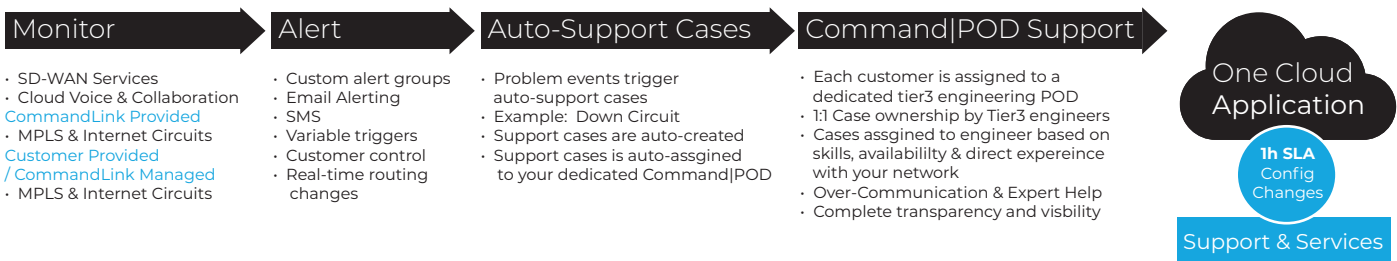 Monitor
• SD-WAN Services
• Cloud Voice & Collaboration
CommandLink Provided
• MPLS & Internet Circuits
Customer Provided
/ CommandLink Managed
• MPLS & Internet Circuits
Alert
• Custom alert groups
• Email Alerting
• SMS
• Variable triggers
• Customer control
• Real-time routing
changes
Auto-Support Cases
• Problem events trigger
auto-support cases
• Example: Down Circuit
• Support cases are auto-created
• Support cases is auto-assgined
to your dedicated Command|POD
Command|POD Support
• Each customer is assigned to a
dedicated tier3 engineering POD
• 1:1 Case ownership by Tier3 engineers
• Cases assgined to engineer based on
skills, availabililty & direct expereince
with your network
• Over-Communication & Expert Help
• Complete transparency and visbility
One Cloud
Application
1h SLA
Config
Changes
Support & Services